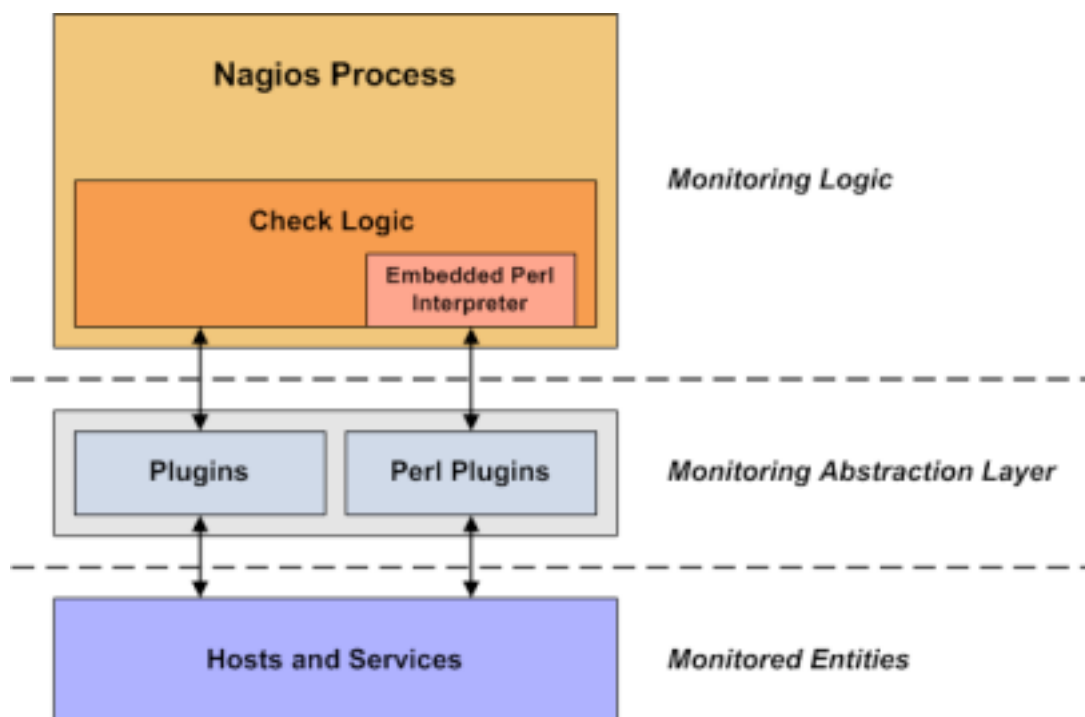 Nagios Process
Monitoring Logic
Check Logic
Embedded Perl
Interpreter
Plugins
Perl Plugins
Monitoring Abstraction Layer
Hosts and Services
Monitored Entities